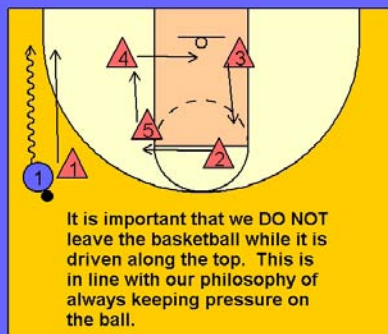 4
3
5
1
1
2
It is important that we DO NOT
leave the basketball while it is
driven along the top. This is
in line with our philosophy of
always keeping pressure on
the ball.